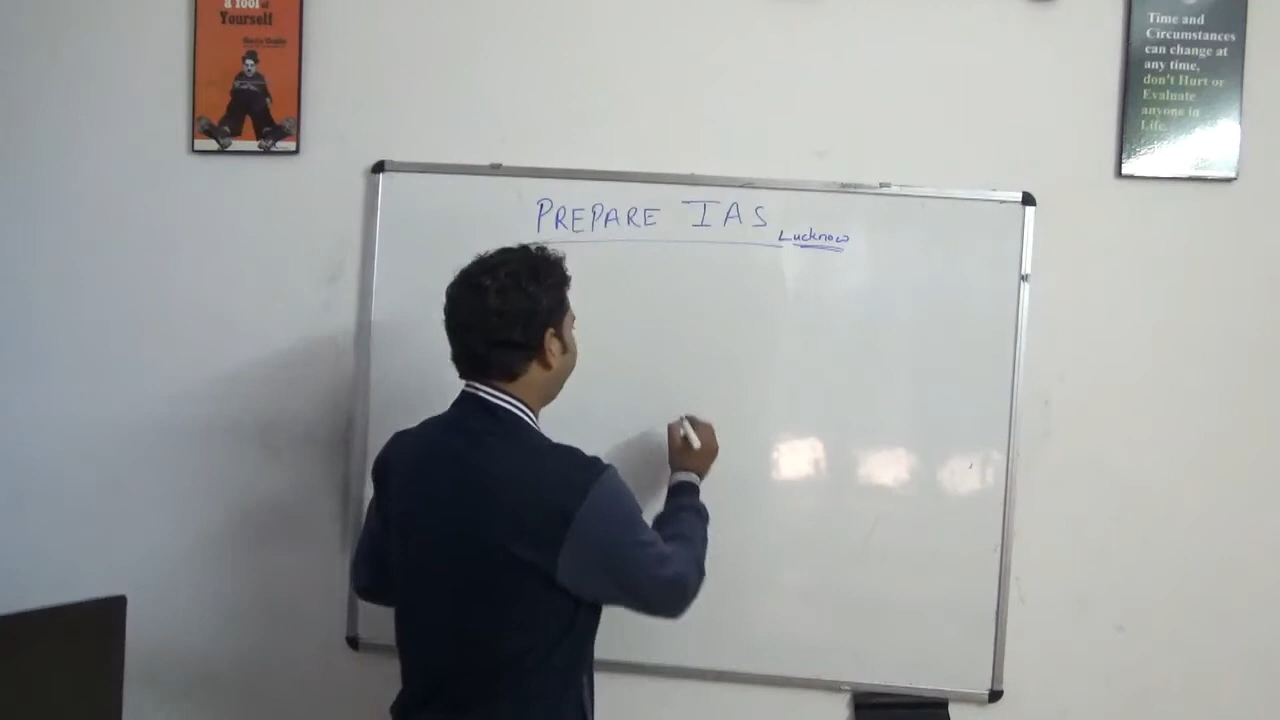 a fool of
Yourself
Time and
Circumstances
can change at
any time,
don't Hurt or
Evaluate
anyone in
Life.
PREPARE IAS
Lucknow